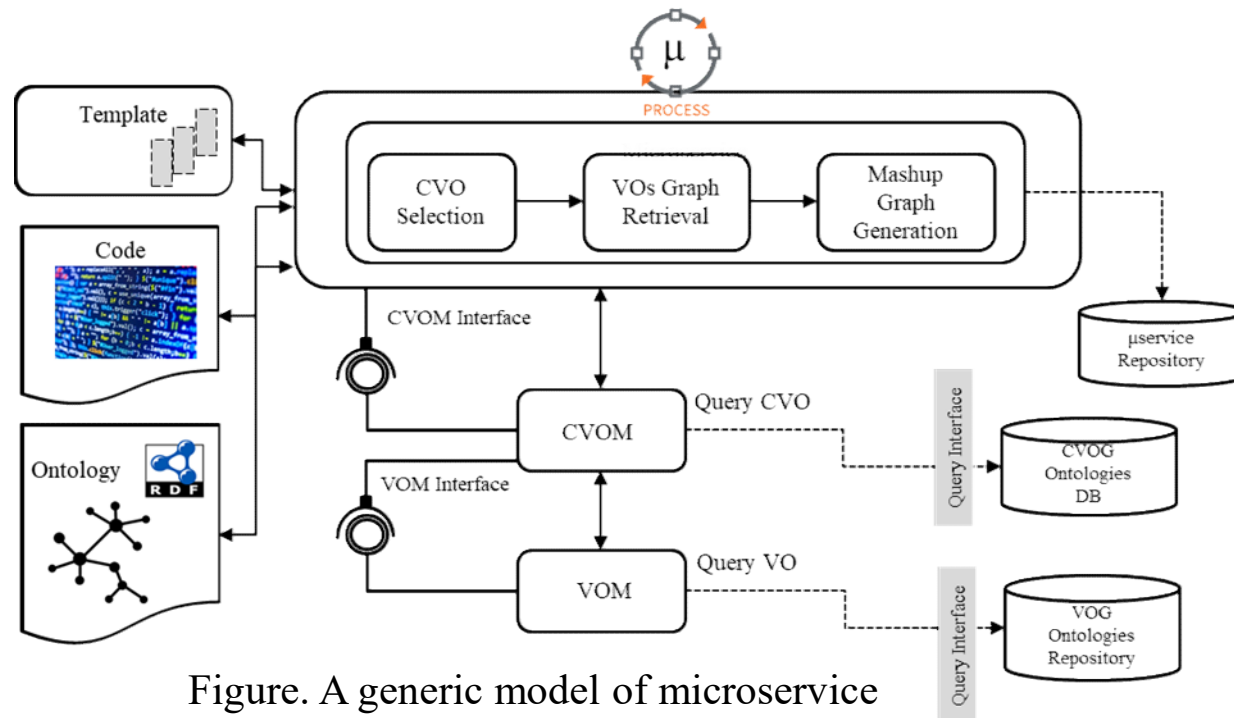 μ
PROCESS
Template
CVO
Selection
VOs Graph
Retrieval
Mashup
Graph
Generation
Code
CVOM Interface
μservice
Repository
Query CVO
CVOM
Query Interface
CVOG
Ontologies
DB
Ontology
RDF
VOM Interface
Query VO
VOM
Query Interface
VOG
Ontologies
Repository
Figure. A generic model of microservice